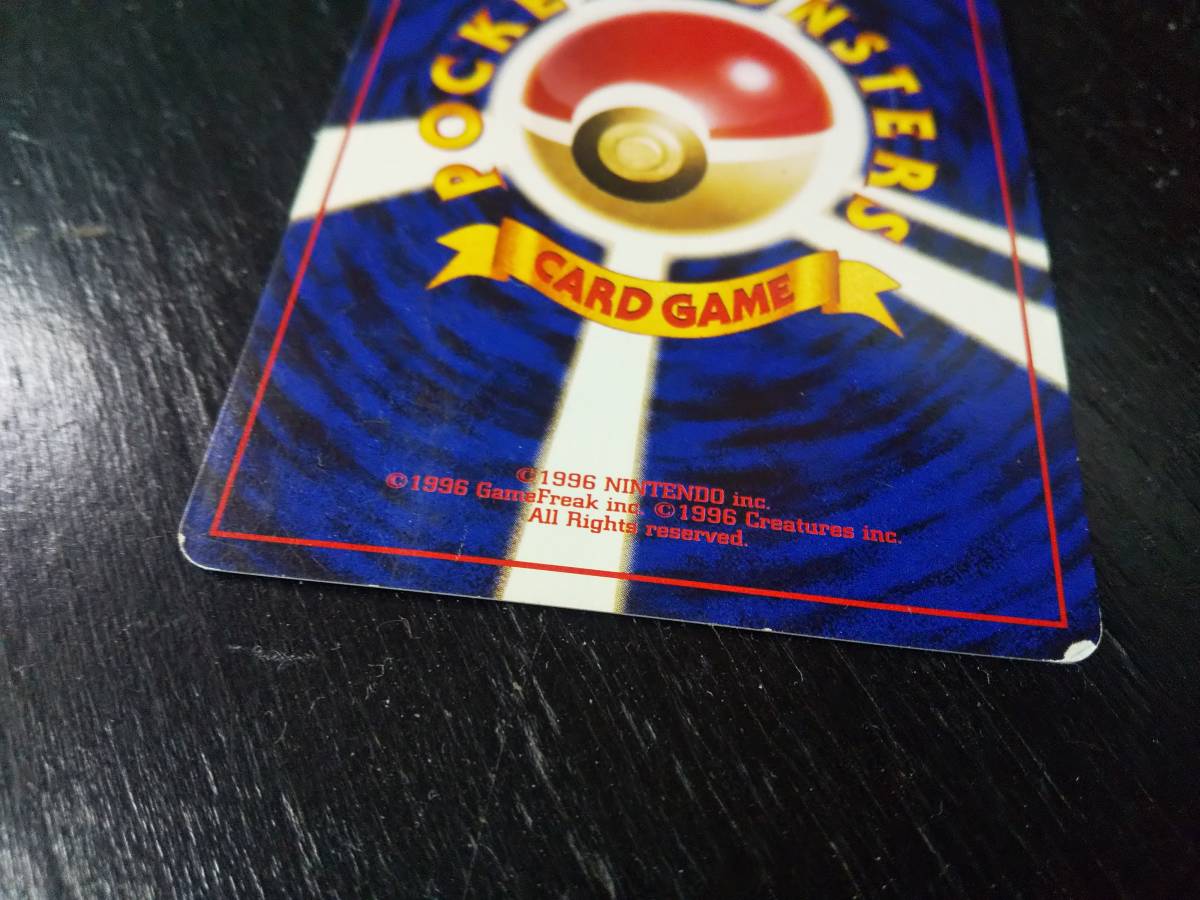 POCKE ONSTERS
CARD GAME
©1996 NINTENDO inc.
©1996 GameFreak inc. ©1996 Creatures inc.
All Rights reserved.